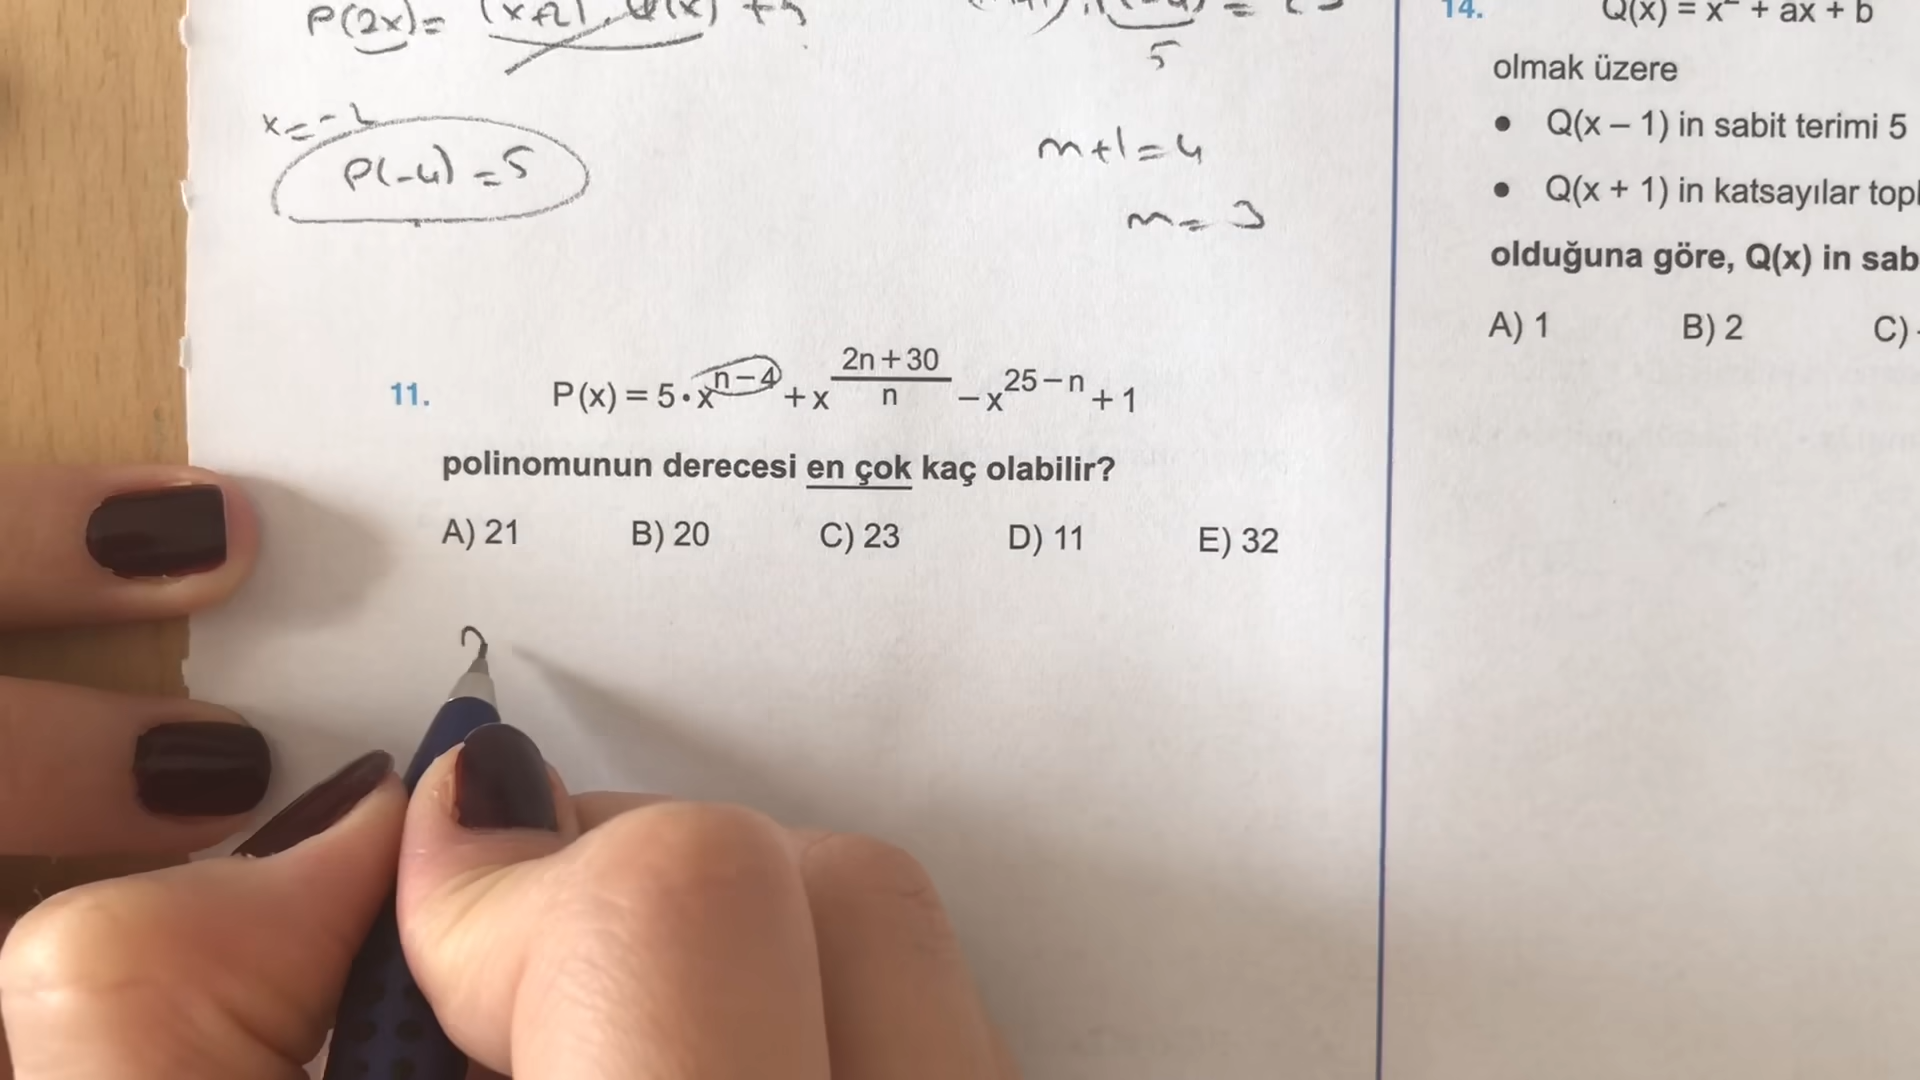 P(2x)= (x+2).
5
x=-2
P(-4)=5
m+1=4
m=3
11. P(x) = 5·x^(n-4) + x^((2n+30)/n) - x^(25-n) + 1
polinomunun derecesi en çok kaç olabilir?
A) 21 B) 20 C) 23 D) 11 E) 32
14. Q(x) = x² + ax + b
olmak üzere
• Q(x – 1) in sabit terimi 5
• Q(x + 1) in katsayılar topl
olduğuna göre, Q(x) in sab
A) 1 B) 2 C)